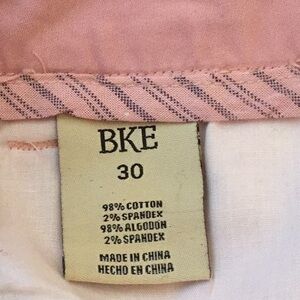 BKE
30
98% COTTON
2% SPANDEX
98% ALGODON
2% SPANDEX
MADE IN CHINA
HECHO EN CHINA